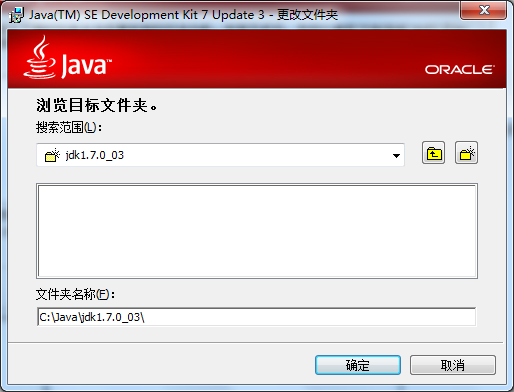 Java(TM) SE Development Kit 7 Update 3 - 更改文件夹
Java™
ORACLE®
浏览目标文件夹。
搜索范围(L):
jdk1.7.0_03
文件夹名称(F):
C:\Java\jdk1.7.0_03\
确定
取消